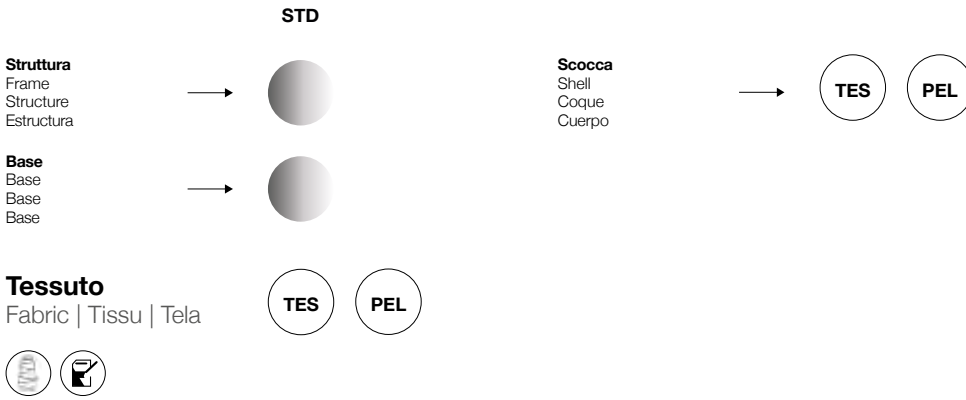 STD
Struttura
Frame
Structure
Estructura
Scocca
Shell
Coque
Cuerpo
TES PEL
Base
Base
Base
Base
Tessuto
Fabric | Tissu | Tela
TES PEL